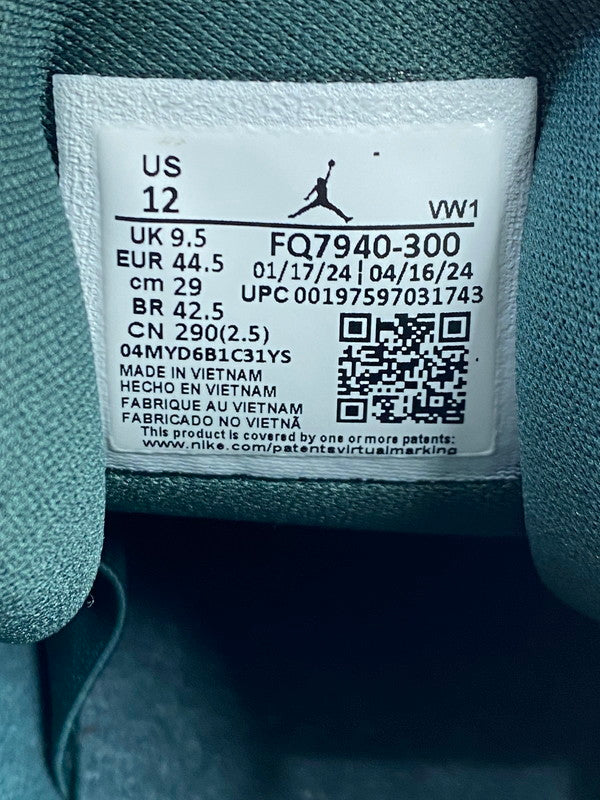 US
12
VW1
UK 9.5
EUR 44.5
cm 29
BR 42.5
CN 290(2.5)
04MYD6B1C31YS
FQ7940-300
01/17/24 | 04/16/24
UPC 00197597031743
MADE IN VIETNAM
HECHO EN VIETNAM
FABRIQUE AU VIETNAM
FABRICADO NO VIETNÃ
This product is covered by one or more patents:
www.nike.com/patentsvirtualmarking